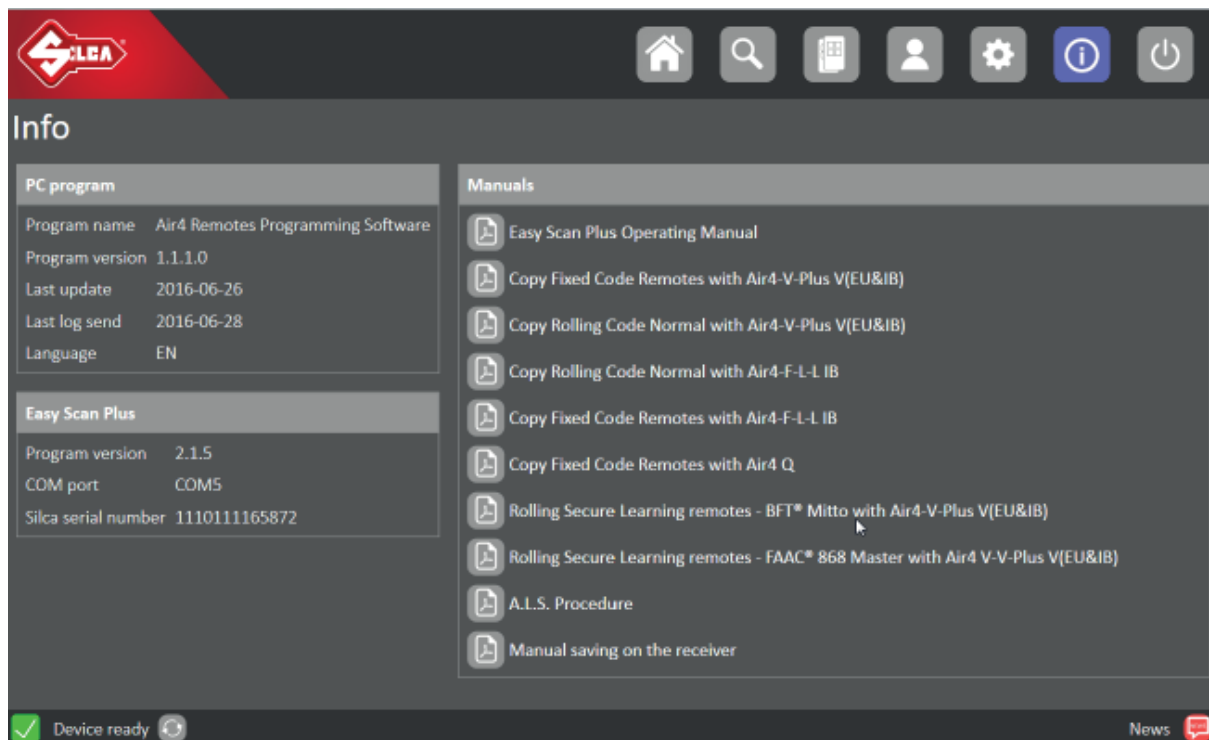 SILCA
Info
PC program
Program name Air4 Remotes Programming Software
Program version 1.1.1.0
Last update 2016-06-26
Last log send 2016-06-28
Language EN
Easy Scan Plus
Program version 2.1.5
COM port COM5
Silca serial number 1110111165872
Manuals
Easy Scan Plus Operating Manual
Copy Fixed Code Remotes with Air4-V-Plus V(EU&IB)
Copy Rolling Code Normal with Air4-V-Plus V(EU&IB)
Copy Rolling Code Normal with Air4-F-L-L IB
Copy Fixed Code Remotes with Air4-F-L-L IB
Copy Fixed Code Remotes with Air4 Q
Rolling Secure Learning remotes - BFT® Mitto with Air4-V-Plus V(EU&IB)
Rolling Secure Learning remotes - FAAC® 868 Master with Air4 V-V-Plus V(EU&IB)
A.L.S. Procedure
Manual saving on the receiver
Device ready
News